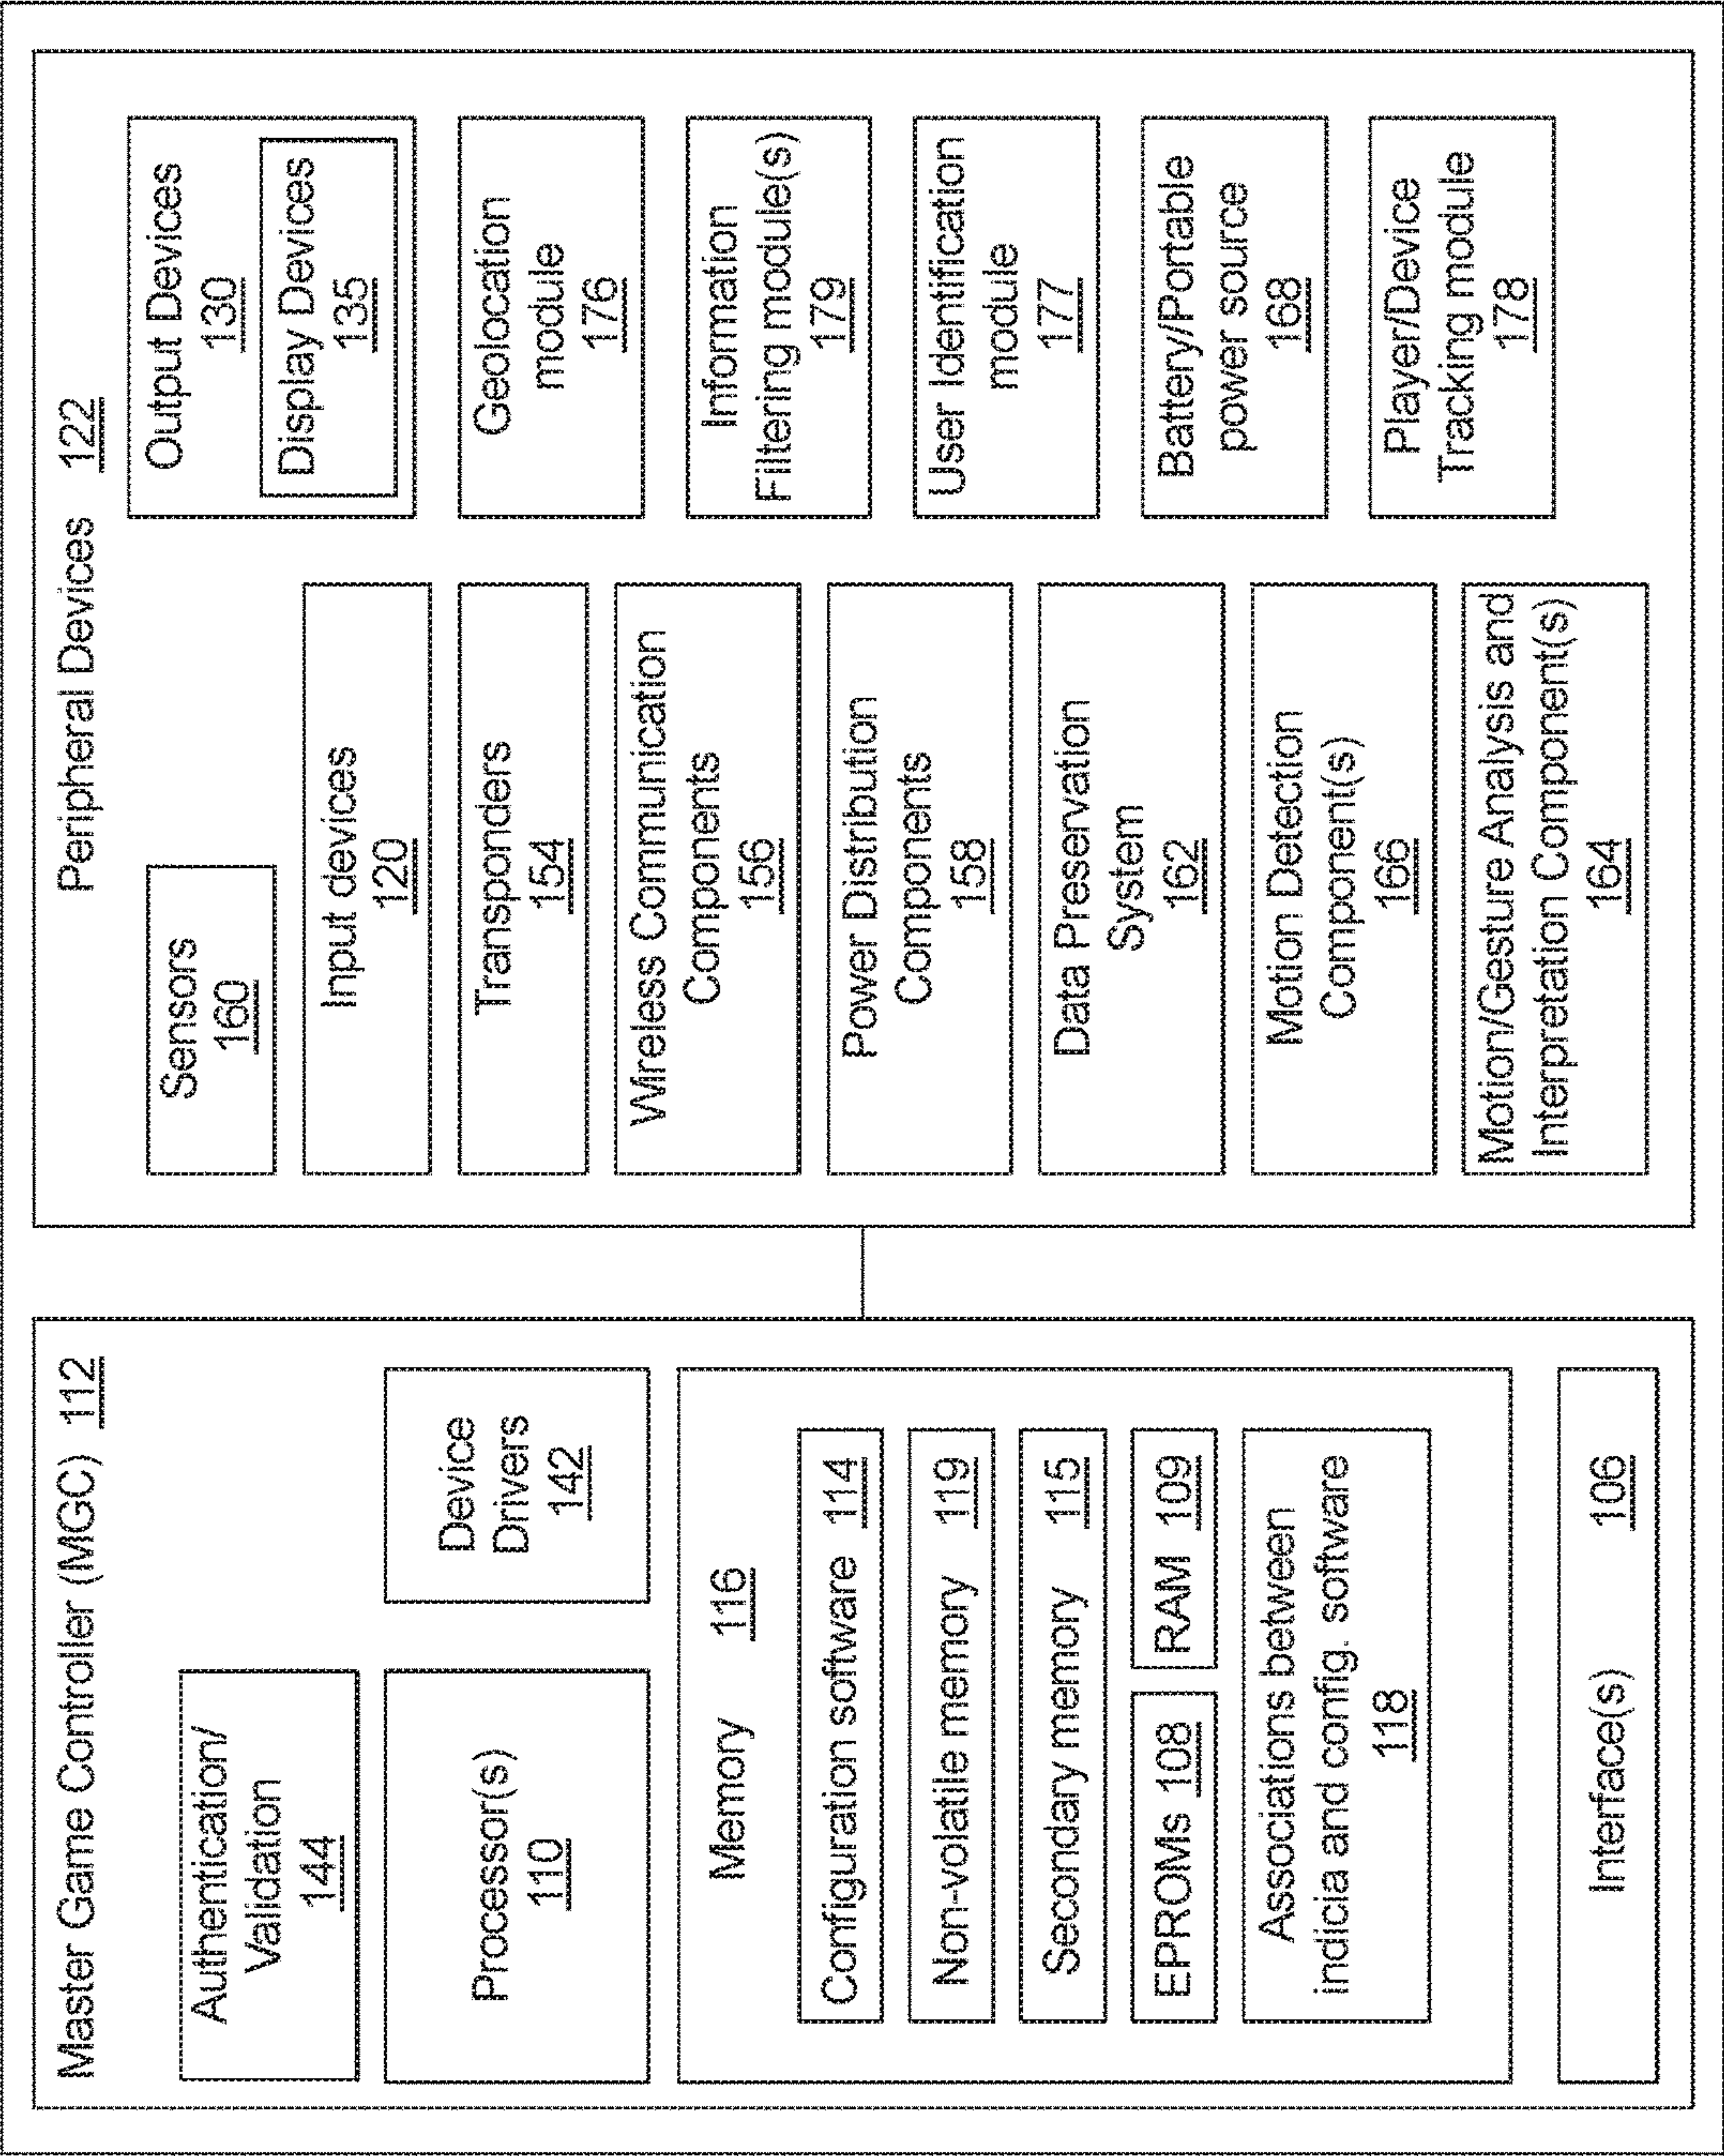 Master Game Controller (MGC) 112
Authentication/
Validation
144
Processor(s)
110
Device
Drivers
142
Memory 116
Configuration software 114
Non-volatile memory 119
Secondary memory 115
EPROMs 108
RAM 109
Associations between
indicia and config. software
118
Interface(s) 106
Peripheral Devices 122
Sensors
160
Input devices
120
Transponders
154
Wireless Communication
Components
156
Power Distribution
Components
158
Data Preservation
System
162
Motion Detection
Component(s)
166
Motion/Gesture Analysis and
Interpretation Component(s)
164
Output Devices
130
Display Devices
135
Geolocation
module
176
Information
Filtering module(s)
179
User Identification
module
177
Battery/Portable
power source
168
Player/Device
Tracking module
178